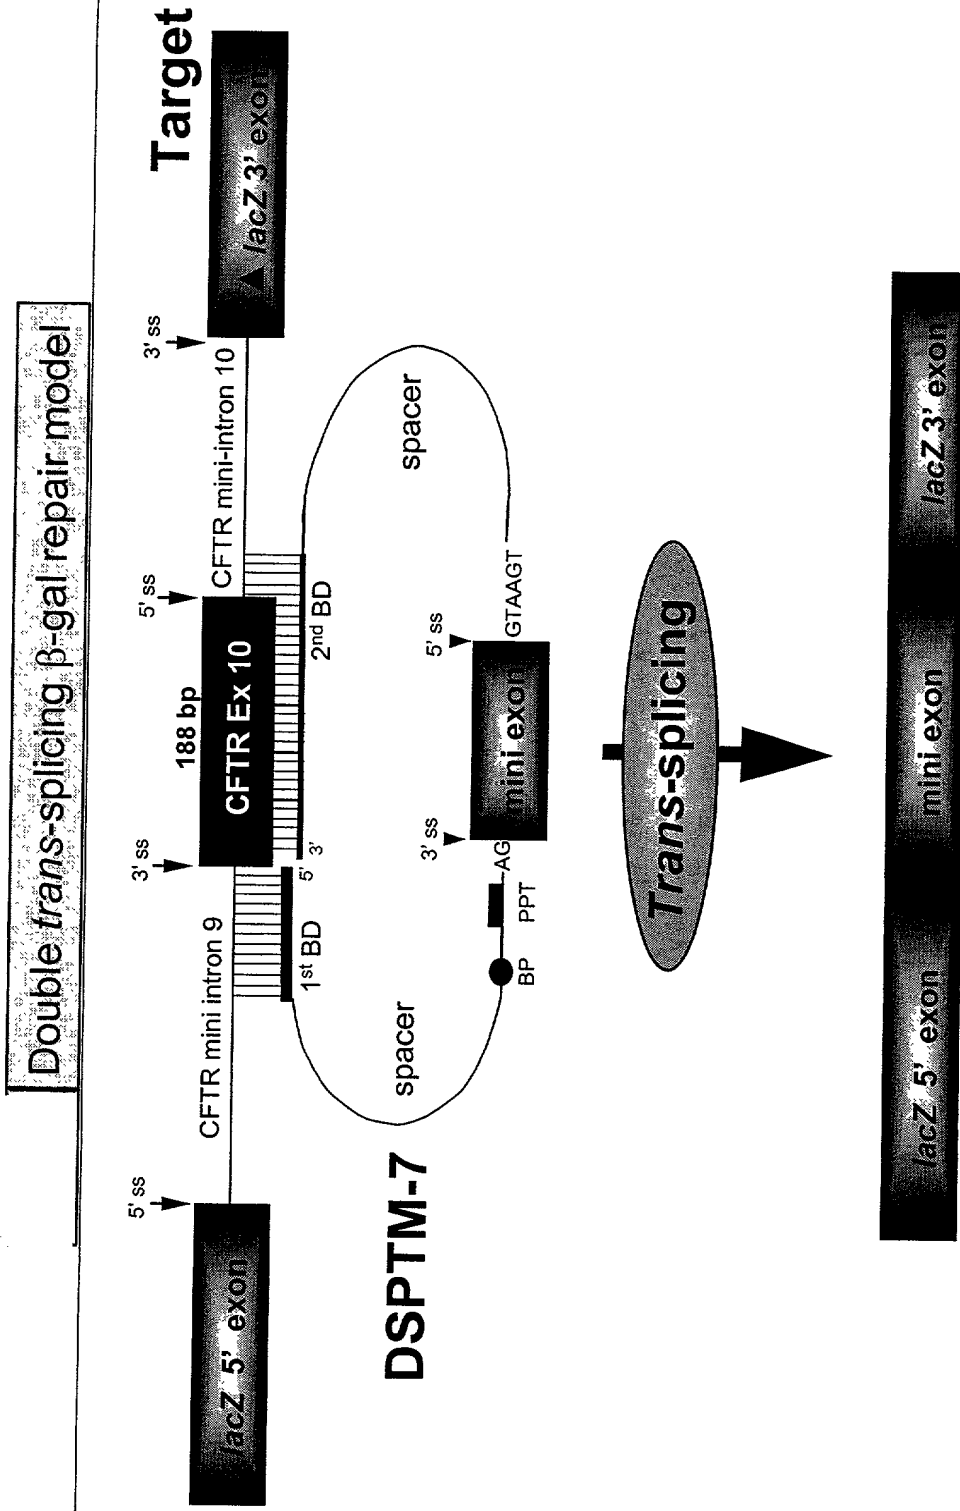 Double trans-splicing β-gal repair model
Target
188 bp
5' ss
3' ss
5' ss
3' ss
lacZ 5' exon
CFTR mini intron 9
CFTR Ex 10
CFTR mini-intron 10
▲ lacZ 3' exon
1st BD
5'
3'
2nd BD
DSPTM-7
spacer
spacer
3' ss
5' ss
BP
PPT
AG
mini exon
GTAAGT
Trans-splicing
lacZ 5' exon
mini exon
lacZ 3' exon